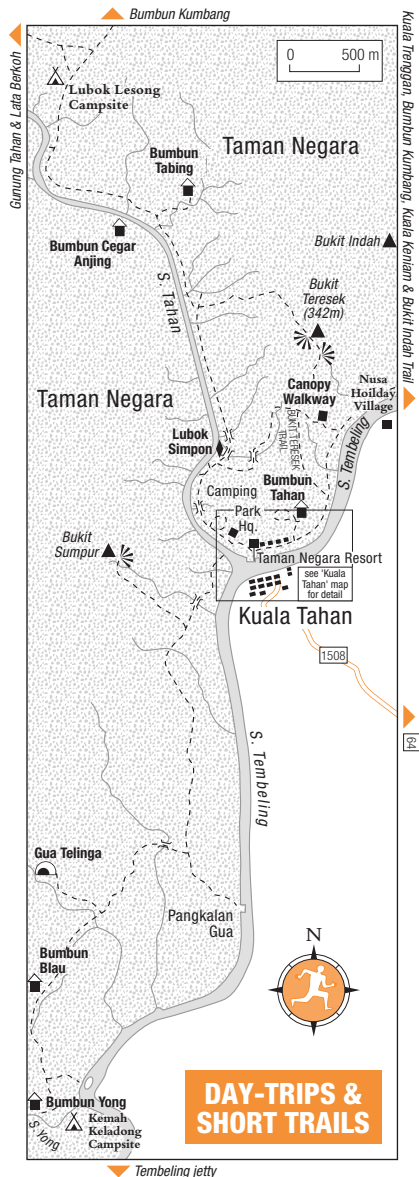 Bumbun Kumbang
Gunung Tahan & Lata Berkoh
Kuala Trenggan, Bumbun Kumbang, Kuala Keniam & Bukit Indah Trail
0 500 m
Lubok Lesong
Campsite
Taman Negara
Bumbun
Tabing
Bumbun Cegar
Anjing
Bukit Indah
S. Tahan
Bukit
Teresek
(342m)
Taman Negara
Canopy
Walkway
Nusa
Hoilday
Village
BUKIT TERESEK
TRAIL
Lubok
Simpon
S. Tembeling
Camping
Bumbun
Tahan
Park
Hq.
Bukit
Sumpur
Taman Negara Resort
see 'Kuala
Tahan' map
for detail
Kuala Tahan
1508
64
S. Tembeling
Gua Telinga
Pangkalan
Gua
Bumbun
Blau
N
Bumbun Yong
S. Yong
Kemah
Keladong
Campsite
DAY-TRIPS &
SHORT TRAILS
Tembeling jetty